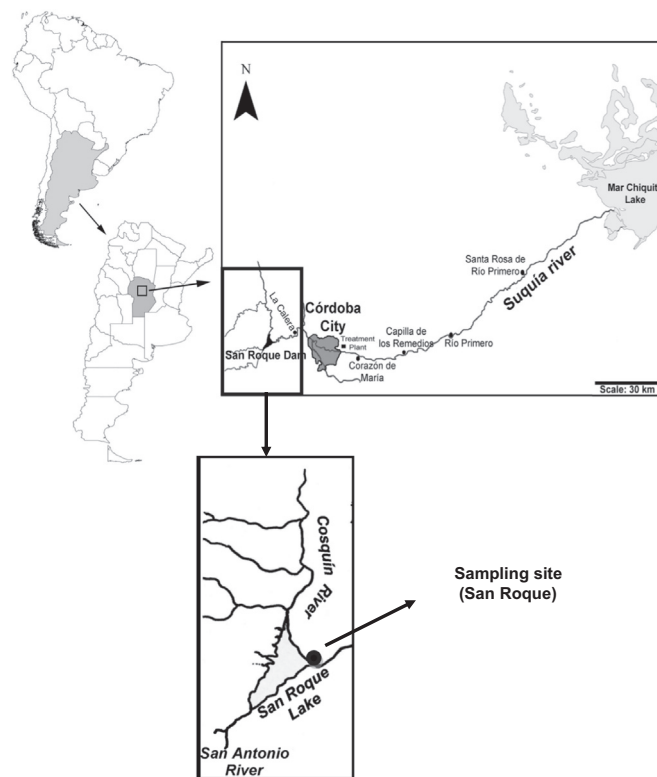 N
Mar Chiquit
Lake
Santa Rosa de
Río Primero
Suquía river
La Calera
Córdoba
City
Treatment
Plant
Capilla de
los Remedios
Río Primero
San Roque Dam
Corazón de
María
Scale: 30 km
Cosquín River
Sampling site
(San Roque)
San Roque
Lake
San Antonio
River